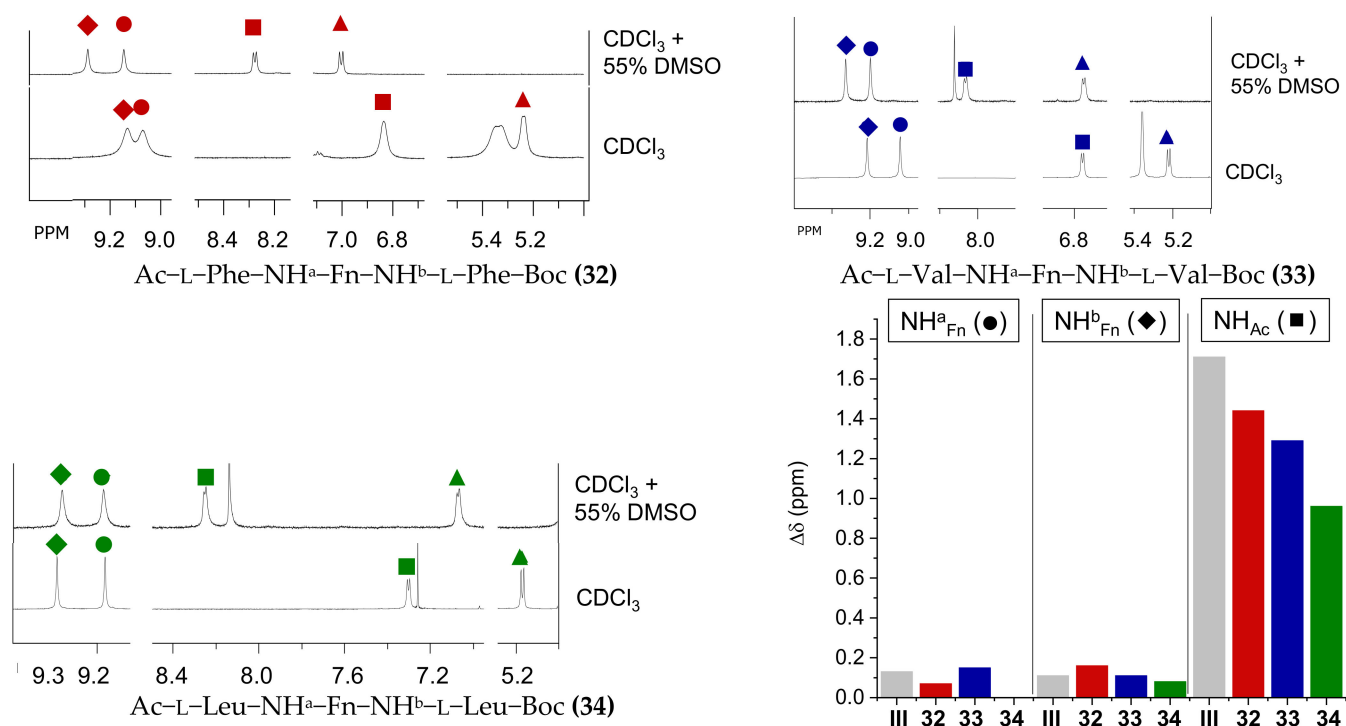 CDCl₃ +
55% DMSO
CDCl₃
PPM 9.2 9.0 8.4 8.2 7.0 6.8 5.4 5.2
Ac–L–Phe–NHᵃ–Fn–NHᵇ–L–Phe–Boc (32)
CDCl₃ +
55% DMSO
CDCl₃
PPM 9.2 9.0 8.0 6.8 5.4 5.2
Ac–L–Val–NHᵃ–Fn–NHᵇ–L–Val–Boc (33)
CDCl₃ +
55% DMSO
CDCl₃
9.3 9.2 8.4 8.0 7.6 7.2 5.2
Ac–L–Leu–NHᵃ–Fn–NHᵇ–L–Leu–Boc (34)
NHᵃFn (●) NHᵇFn (◆) NHAc (■)
Δδ (ppm)
1.8
1.6
1.4
1.2
1.0
0.8
0.6
0.4
0.2
0.0
III 32 33 34 III 32 33 34 III 32 33 34